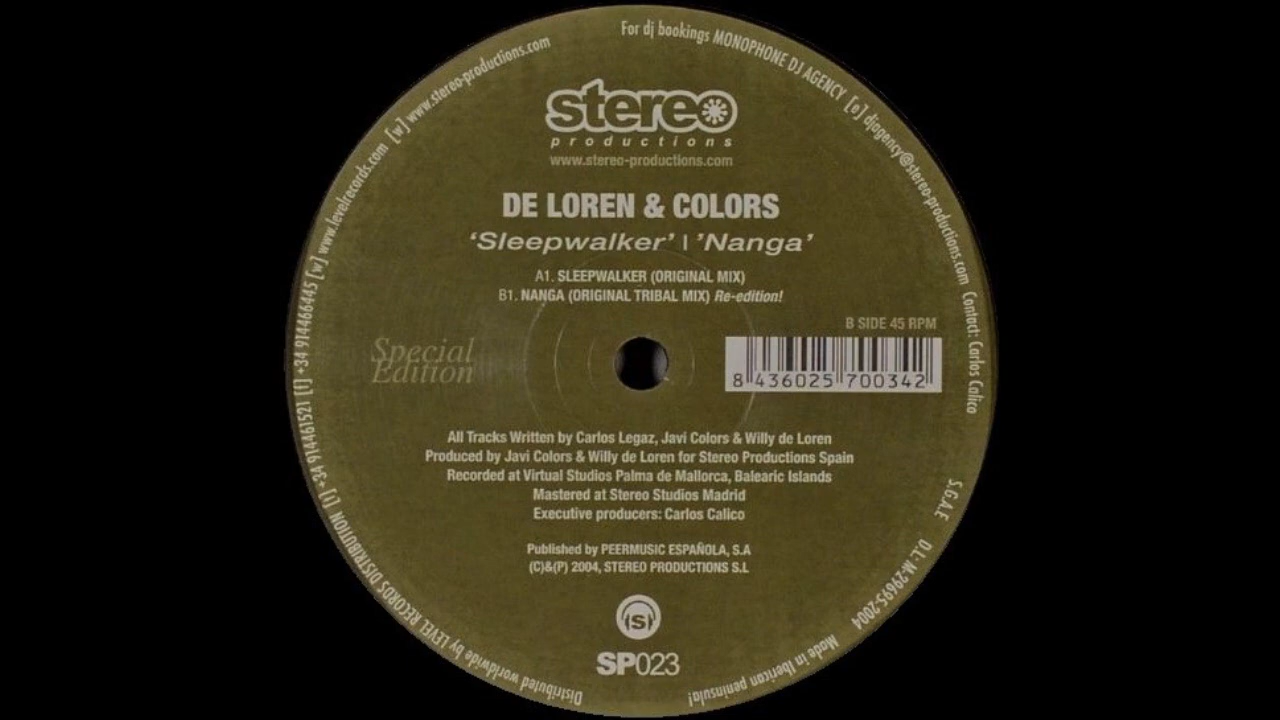 For dj bookings MONOPHONE DJ AGENCY [e] djagency@stereo-productions.com Contact: Carlos Calico
stereo
productions
www.stereo-productions.com
DE LOREN & COLORS
‘Sleepwalker’ | ’Nanga’
A1. SLEEPWALKER (ORIGINAL MIX)
B1. NANGA (ORIGINAL TRIBAL MIX) Re-edition!
B SIDE 45 RPM
Special
Edition
8 436025 700342
All Tracks Written by Carlos Legaz, Javi Colors & Willy de Loren
Produced by Javi Colors & Willy de Loren for Stereo Productions Spain
Recorded at Virtual Studios Palma de Mallorca, Balearic Islands
Mastered at Stereo Studios Madrid
Executive producers: Carlos Calico
Published by PEERMUSIC ESPAÑOLA, S.A
(C)&(P) 2004, STEREO PRODUCTIONS S.L
S
SP023
S.G.A.E D.L.: M-29695-2004 Made in Iberican peninsula!
Distributed worldwide by LEVEL RECORDS DISTRIBUTION [t] +34 914461521 [f] +34 914466445 [w] www.levelrecords.com [w] www.stereo-productions.com